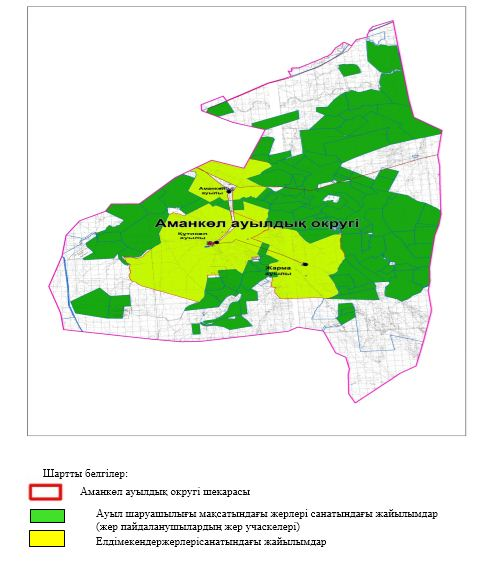 Аманкөл
ауылы
Аманкөл ауылдық округі
Құтонкөл
ауылы
Жарма
ауылы
Шартты белгілер:
Аманкөл ауылдық округі шекарасы
Ауыл шаруашылығы мақсатындағы жерлері санатындағы жайылымдар
(жер пайдаланушылардың жер учаскелері)
Елдімекендержерлерісанатындағы жайылымдар